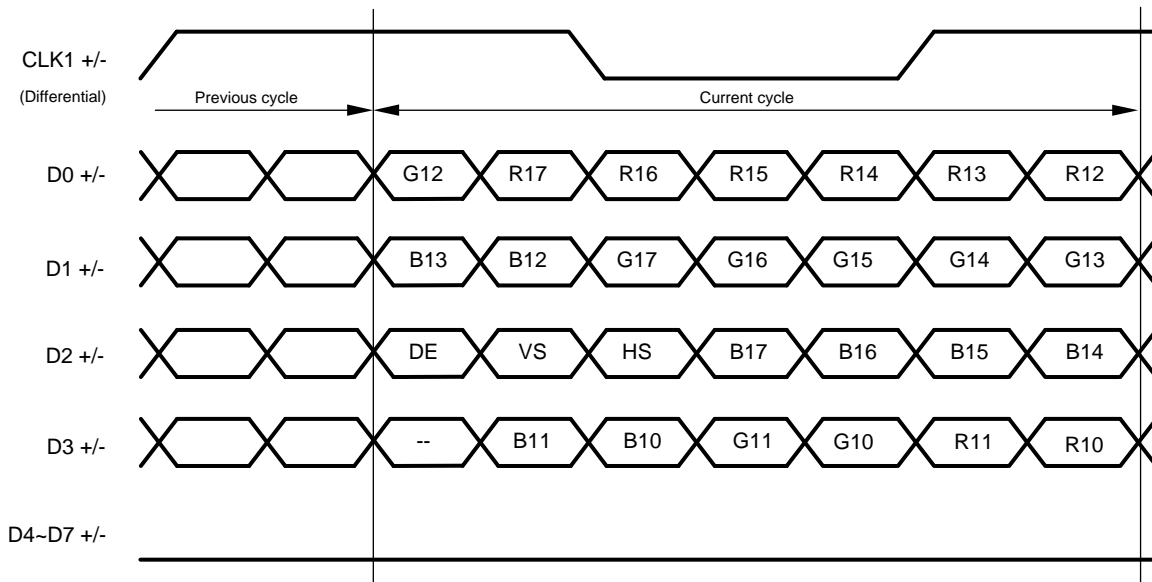 CLK1 +/-
(Differential)
Previous cycle
Current cycle
D0 +/-
G12 R17 R16 R15 R14 R13 R12
D1 +/-
B13 B12 G17 G16 G15 G14 G13
D2 +/-
DE VS HS B17 B16 B15 B14
D3 +/-
-- B11 B10 G11 G10 R11 R10
D4~D7 +/-